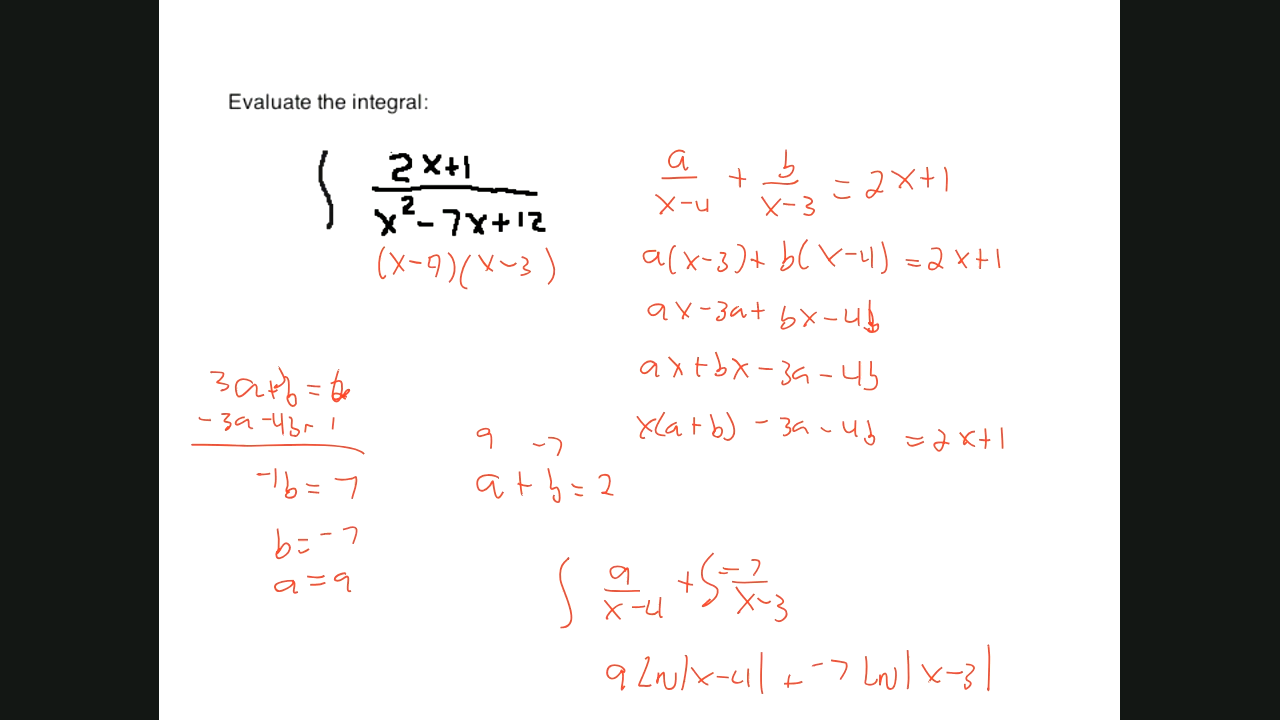 Evaluate the integral:
∫ (2x+1)/(x²-7x+12)
(x-4)(x-3)
a/(x-4) + b/(x-3) = 2x+1
a(x-3) + b(x-4) = 2x+1
ax-3a+ bx-4b
ax+bx-3a-4b
x(a+b) -3a-4b = 2x+1
3a+3b=6
-3a-4b=1
-1b=7
b=-7
a=9
9 -7
a+b=2
∫ 9/(x-4) + ∫ -7/(x-3)
9 ln|x-4| + -7 ln|x-3|